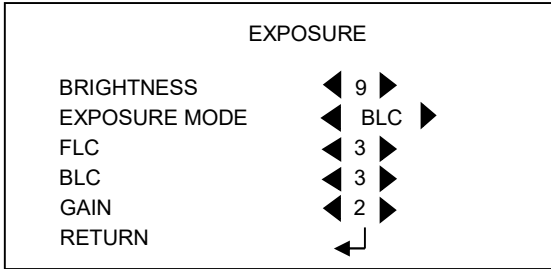 EXPOSURE
BRIGHTNESS 9
EXPOSURE MODE BLC
FLC 3
BLC 3
GAIN 2
RETURN